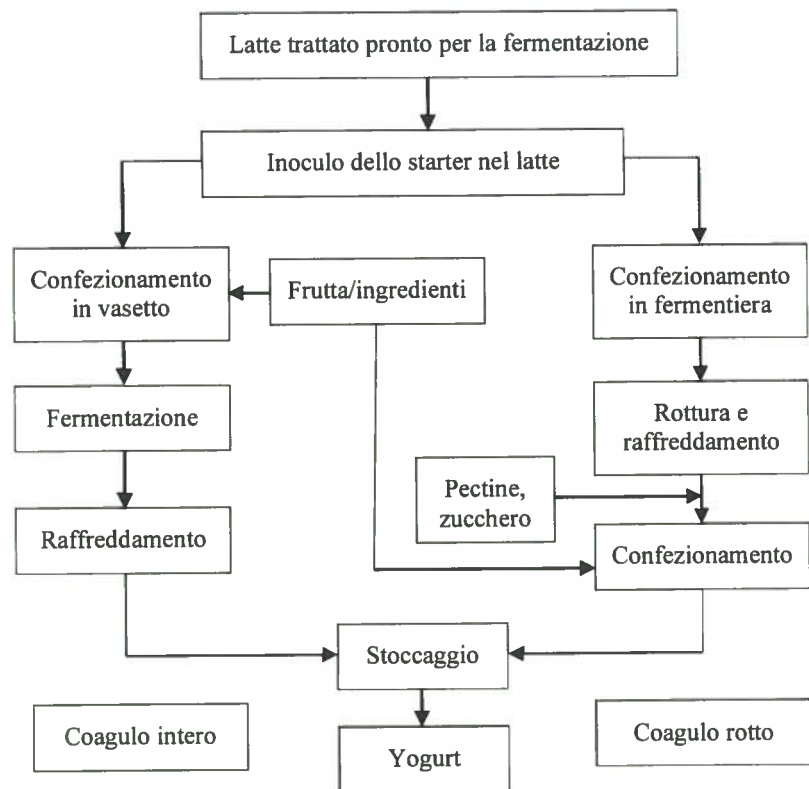 Latte trattato pronto per la fermentazione
Inoculo dello starter nel latte
Confezionamento
in vasetto
Frutta/ingredienti
Confezionamento
in fermentiera
Fermentazione
Rottura e
raffreddamento
Pectine,
zucchero
Raffreddamento
Confezionamento
Stoccaggio
Coagulo intero
Yogurt
Coagulo rotto